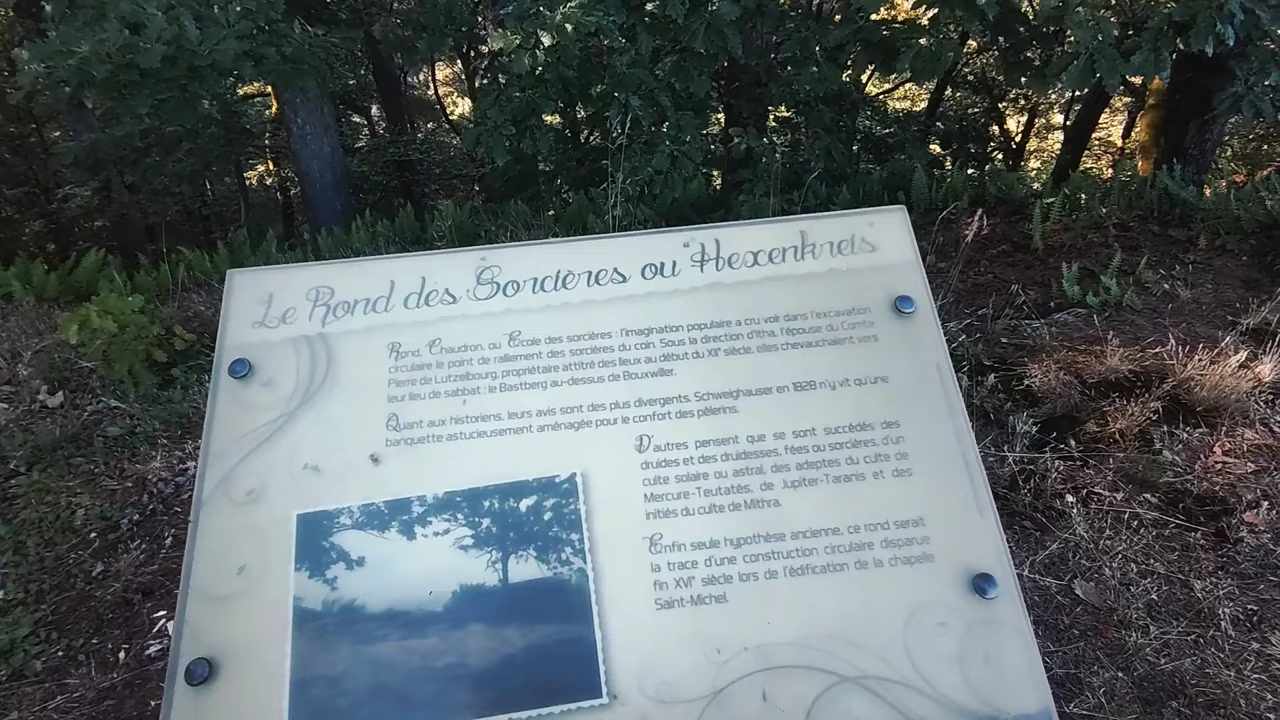 Le Rond des Sorcières ou "Hexenkreis"
Rond, Chaudron, ou École des sorcières : l'imagination populaire a cru voir dans l'excavation
circulaire le point de ralliement des sorcières du coin. Sous la direction d'Itha, l'épouse du Comte
Pierre de Lutzelbourg, propriétaire attitré des lieux au début du XIIe siècle, elles chevauchaient vers
leur lieu de sabbat : le Bastberg au-dessus de Bouxwiller.
Quant aux historiens, leurs avis sont des plus divergents. Schweighauser en 1828 n'y vit qu'une
banquette astucieusement aménagée pour le confort des pèlerins.
D'autres pensent que se sont succédés des
druides et des druidesses, fées ou sorcières, d'un
culte solaire ou astral, des adeptes du culte de
Mercure-Teutatès, de Jupiter-Taranis et des
initiés du culte de Mithra.
Enfin seule hypothèse ancienne, ce rond serait
la trace d'une construction circulaire disparue
fin XVIe siècle lors de l'édification de la chapelle
Saint-Michel.